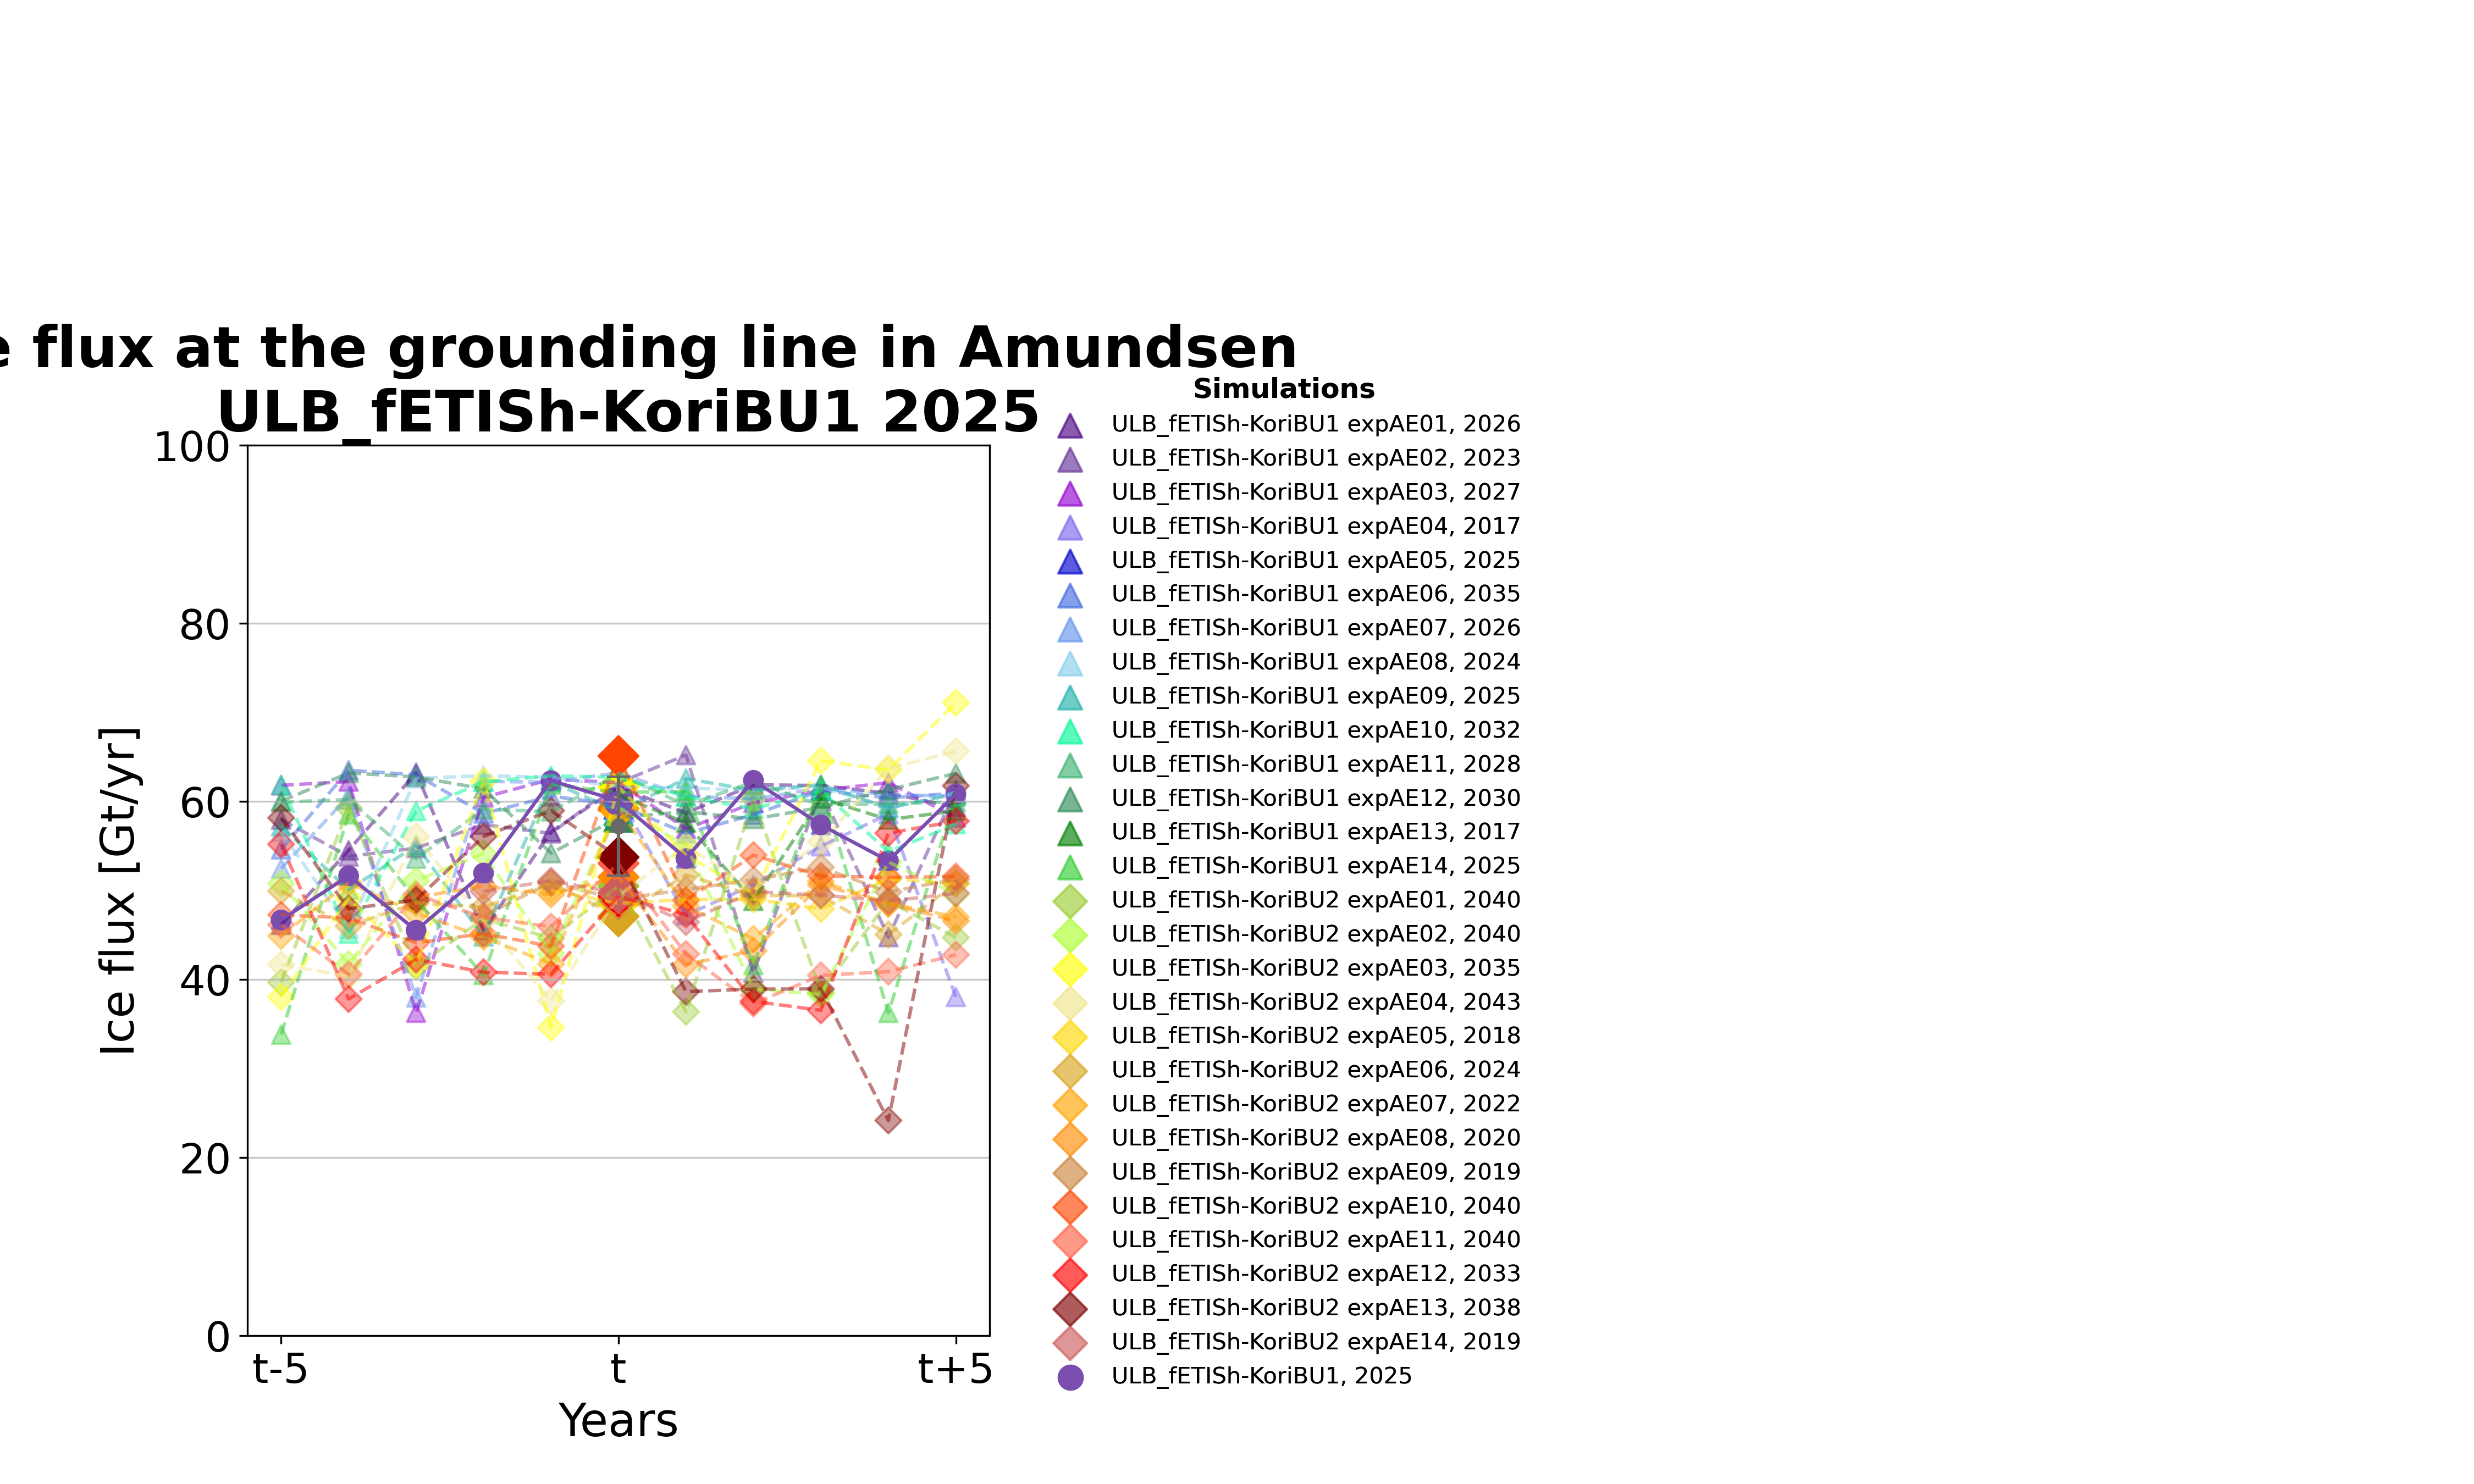 e flux at the grounding line in Amundsen
ULB_fETISh-KoriBU1 2025
Simulations
ULB_fETISh-KoriBU1 expAE01, 2026
ULB_fETISh-KoriBU1 expAE02, 2023
ULB_fETISh-KoriBU1 expAE03, 2027
ULB_fETISh-KoriBU1 expAE04, 2017
ULB_fETISh-KoriBU1 expAE05, 2025
ULB_fETISh-KoriBU1 expAE06, 2035
ULB_fETISh-KoriBU1 expAE07, 2026
ULB_fETISh-KoriBU1 expAE08, 2024
ULB_fETISh-KoriBU1 expAE09, 2025
ULB_fETISh-KoriBU1 expAE10, 2032
ULB_fETISh-KoriBU1 expAE11, 2028
ULB_fETISh-KoriBU1 expAE12, 2030
ULB_fETISh-KoriBU1 expAE13, 2017
ULB_fETISh-KoriBU1 expAE14, 2025
ULB_fETISh-KoriBU2 expAE01, 2040
ULB_fETISh-KoriBU2 expAE02, 2040
ULB_fETISh-KoriBU2 expAE03, 2035
ULB_fETISh-KoriBU2 expAE04, 2043
ULB_fETISh-KoriBU2 expAE05, 2018
ULB_fETISh-KoriBU2 expAE06, 2024
ULB_fETISh-KoriBU2 expAE07, 2022
ULB_fETISh-KoriBU2 expAE08, 2020
ULB_fETISh-KoriBU2 expAE09, 2019
ULB_fETISh-KoriBU2 expAE10, 2040
ULB_fETISh-KoriBU2 expAE11, 2040
ULB_fETISh-KoriBU2 expAE12, 2033
ULB_fETISh-KoriBU2 expAE13, 2038
ULB_fETISh-KoriBU2 expAE14, 2019
ULB_fETISh-KoriBU1, 2025
Ice flux [Gt/yr]
100
80
60
40
20
0
t-5
t
t+5
Years